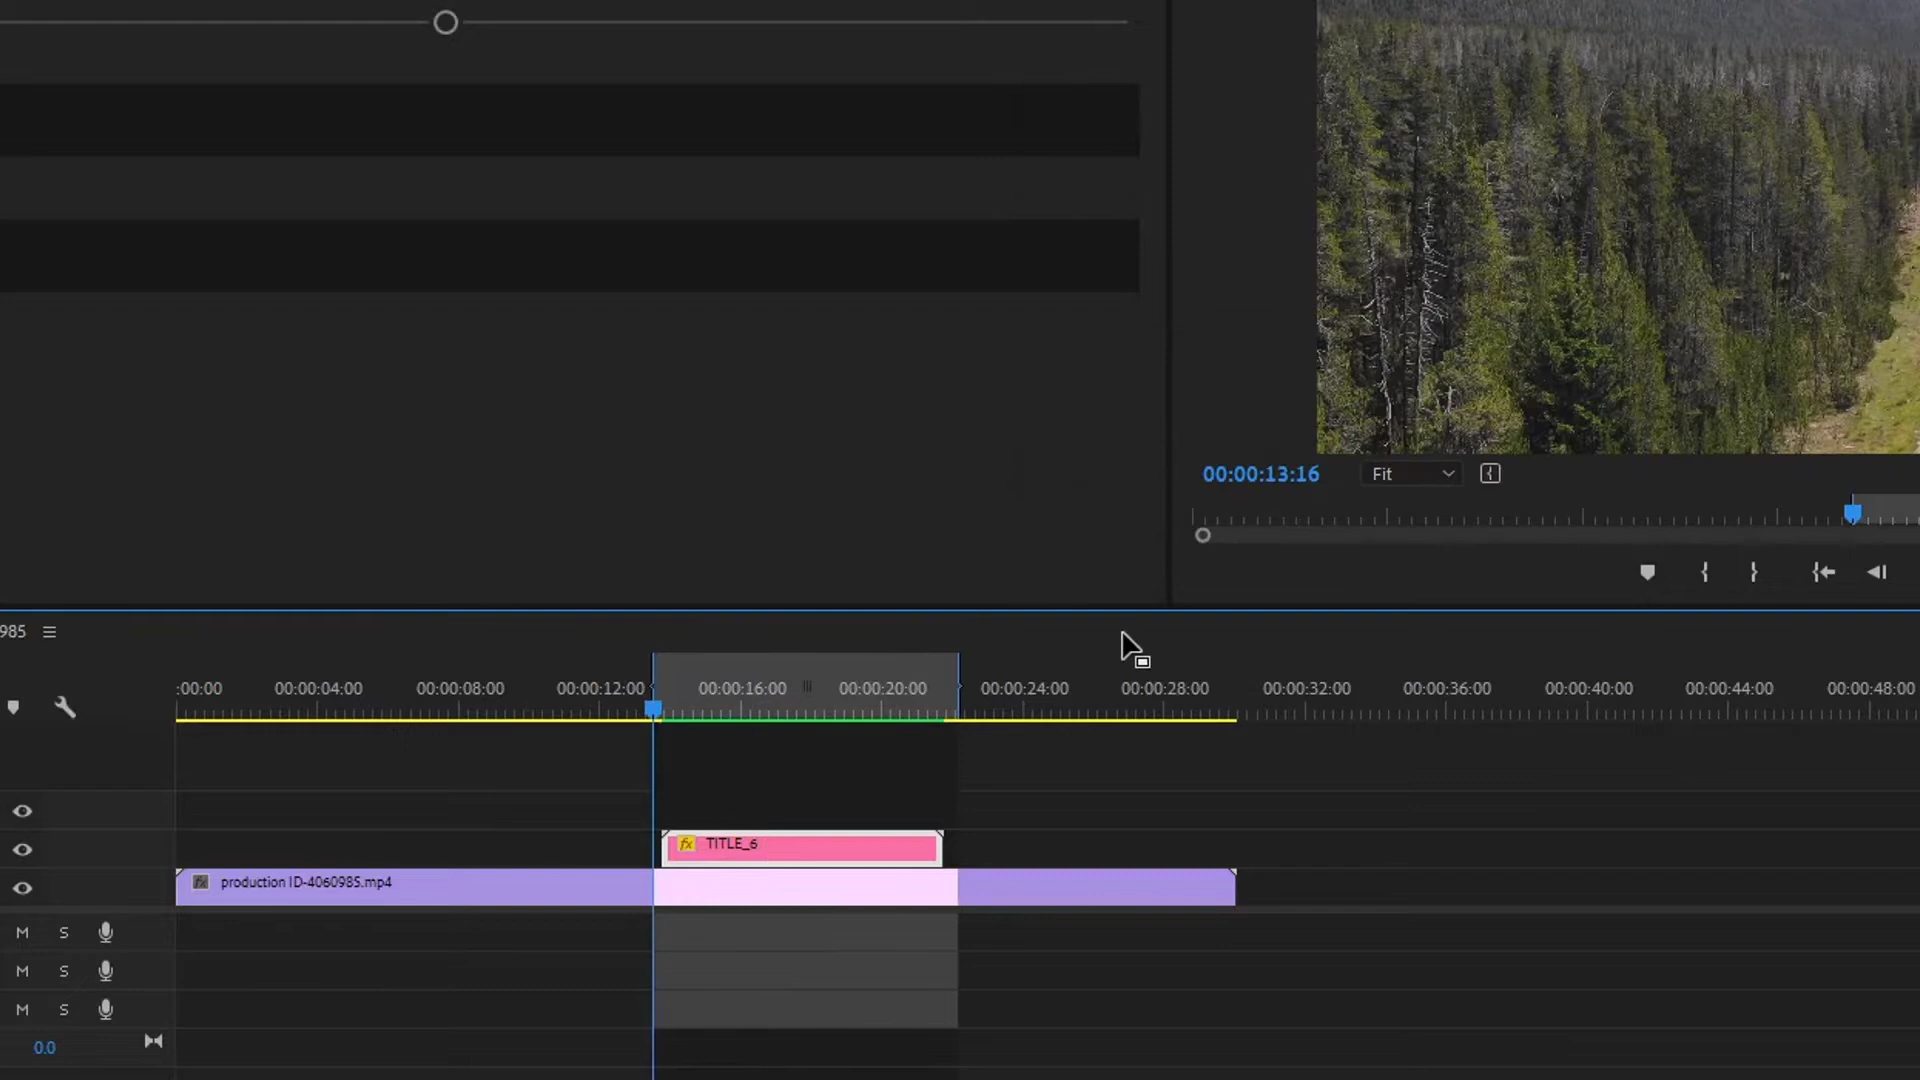 00:00:13:16 Fit
985
:00:00 00:00:04:00 00:00:08:00 00:00:12:00 00:00:16:00 00:00:20:00 00:00:24:00 00:00:28:00 00:00:32:00 00:00:36:00 00:00:40:00 00:00:44:00 00:00:48:00
fx TITLE_6
fx production ID-4060985.mp4
M S
M S
M S
0.0